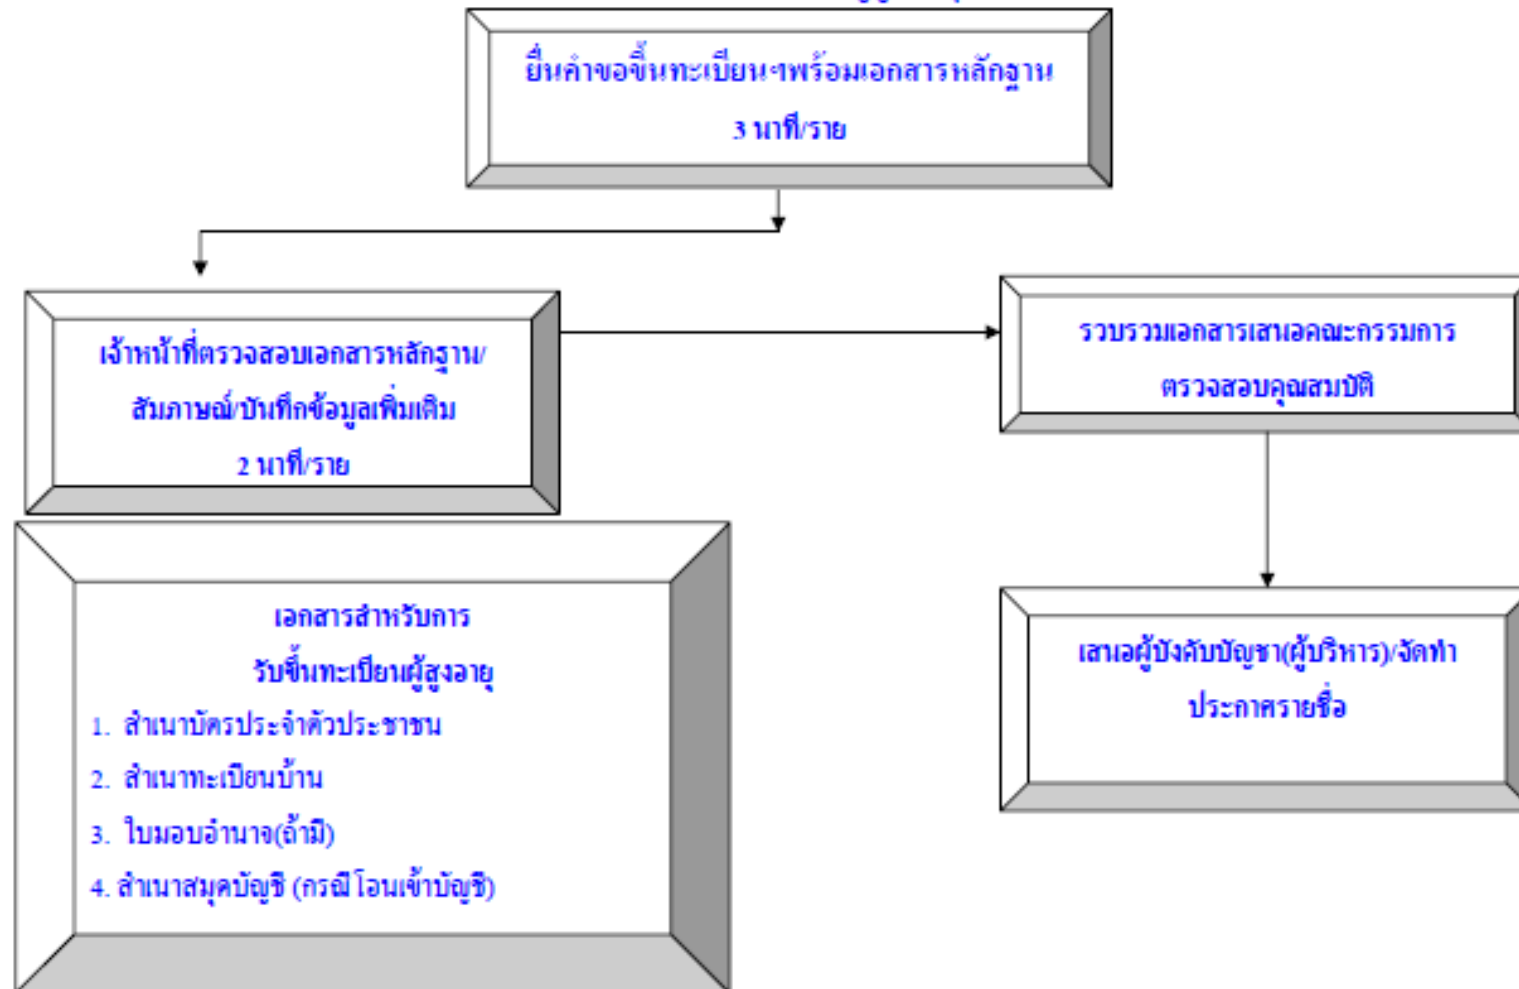 ยื่นคำขอขึ้นทะเบียนฯพร้อมเอกสารหลักฐาน
3 นาที/ราย
เจ้าหน้าที่ตรวจสอบเอกสารหลักฐาน/
สัมภาษณ์/บันทึกข้อมูลเพิ่มเติม
2 นาที/ราย
รวบรวมเอกสารเสนอคณะกรรมการ
ตรวจสอบคุณสมบัติ
เอกสารสำหรับการ
รับขึ้นทะเบียนผู้สูงอายุ
1. สำเนาบัตรประจำตัวประชาชน
2. สำเนาทะเบียนบ้าน
3. ใบมอบอำนาจ(ถ้ามี)
4. สำเนาสมุดบัญชี (กรณีโอนเข้าบัญชี)
เสนอผู้บังคับบัญชา(ผู้บริหาร)/จัดทำ
ประกาศรายชื่อ